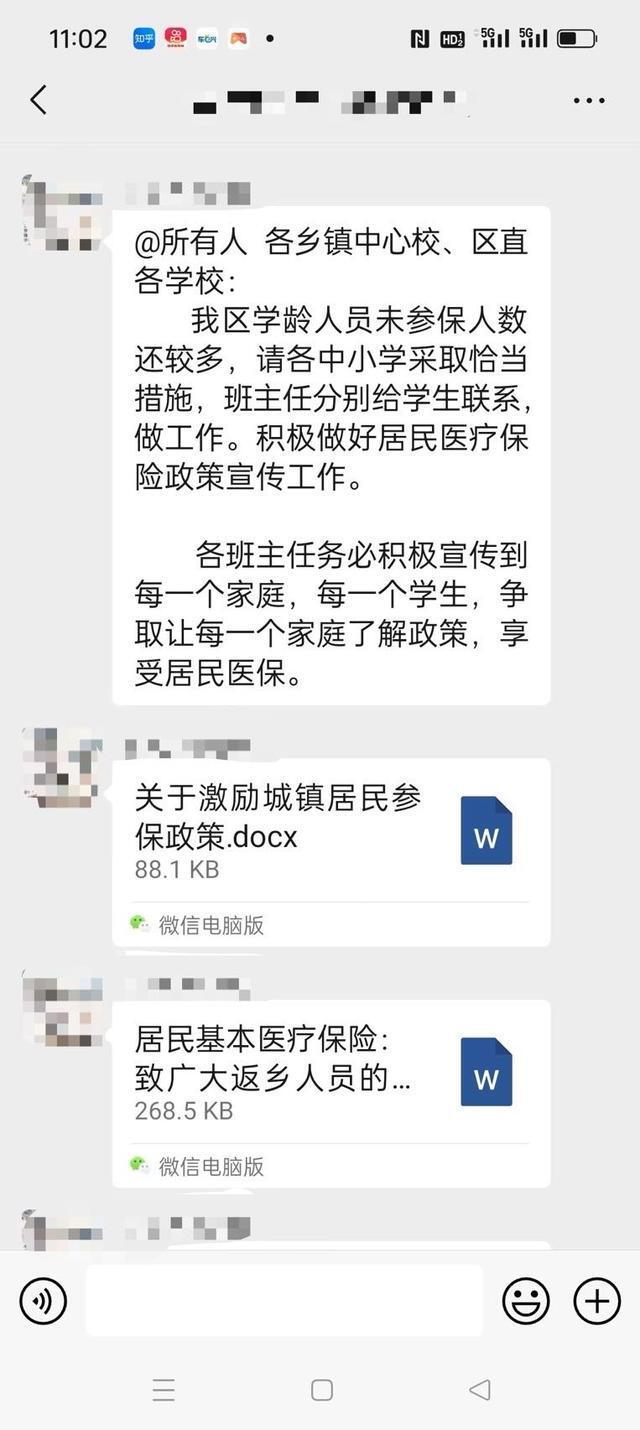 11:02
知乎
HD
5G
5G
@所有人 各乡镇中心校、区直
各学校：
我区学龄人员未参保人数
还较多，请各中小学采取恰当
措施，班主任分别给学生联系，
做工作。积极做好居民医疗保
险政策宣传工作。
各班主任务必积极宣传到
每一个家庭，每一个学生，争
取让每一个家庭了解政策，享
受居民医保。
关于激励城镇居民参
保政策.docx
88.1 KB
W
微信电脑版
居民基本医疗保险：
致广大返乡人员的...
268.5 KB
W
微信电脑版